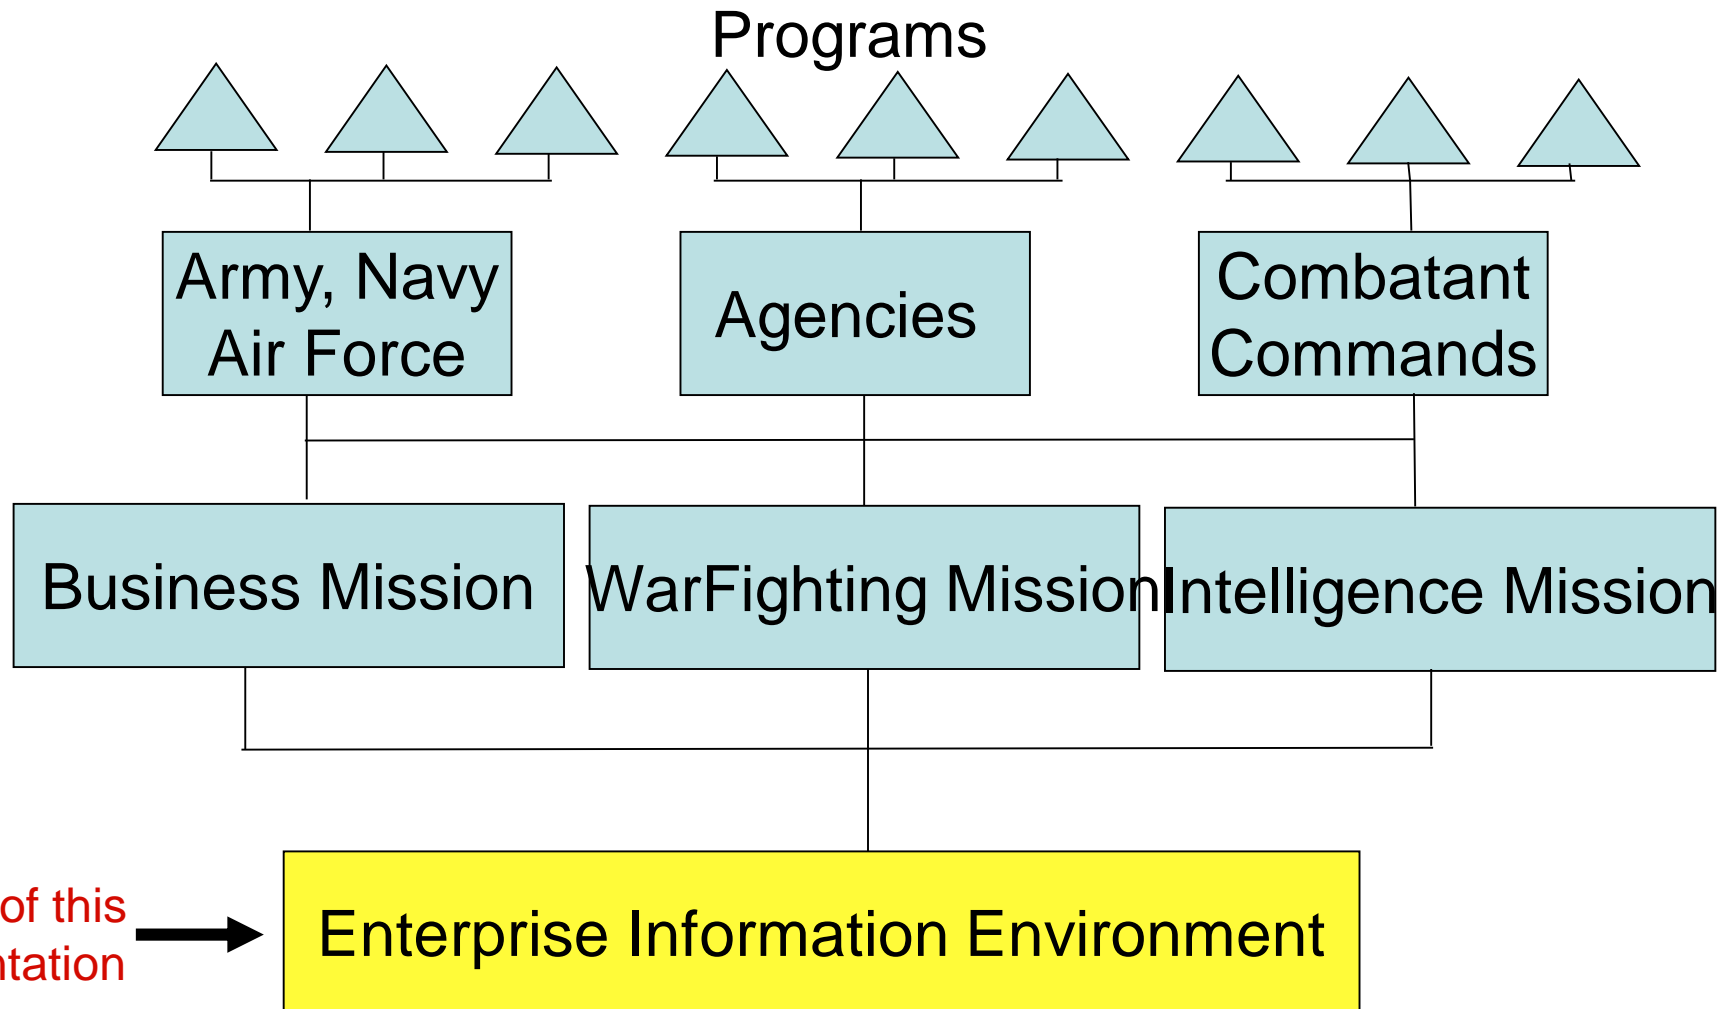 Programs
Army, Navy
Air Force
Agencies
Combatant
Commands
Business Mission
WarFighting Mission
Intelligence Mission
of this
Enterprise Information Environment